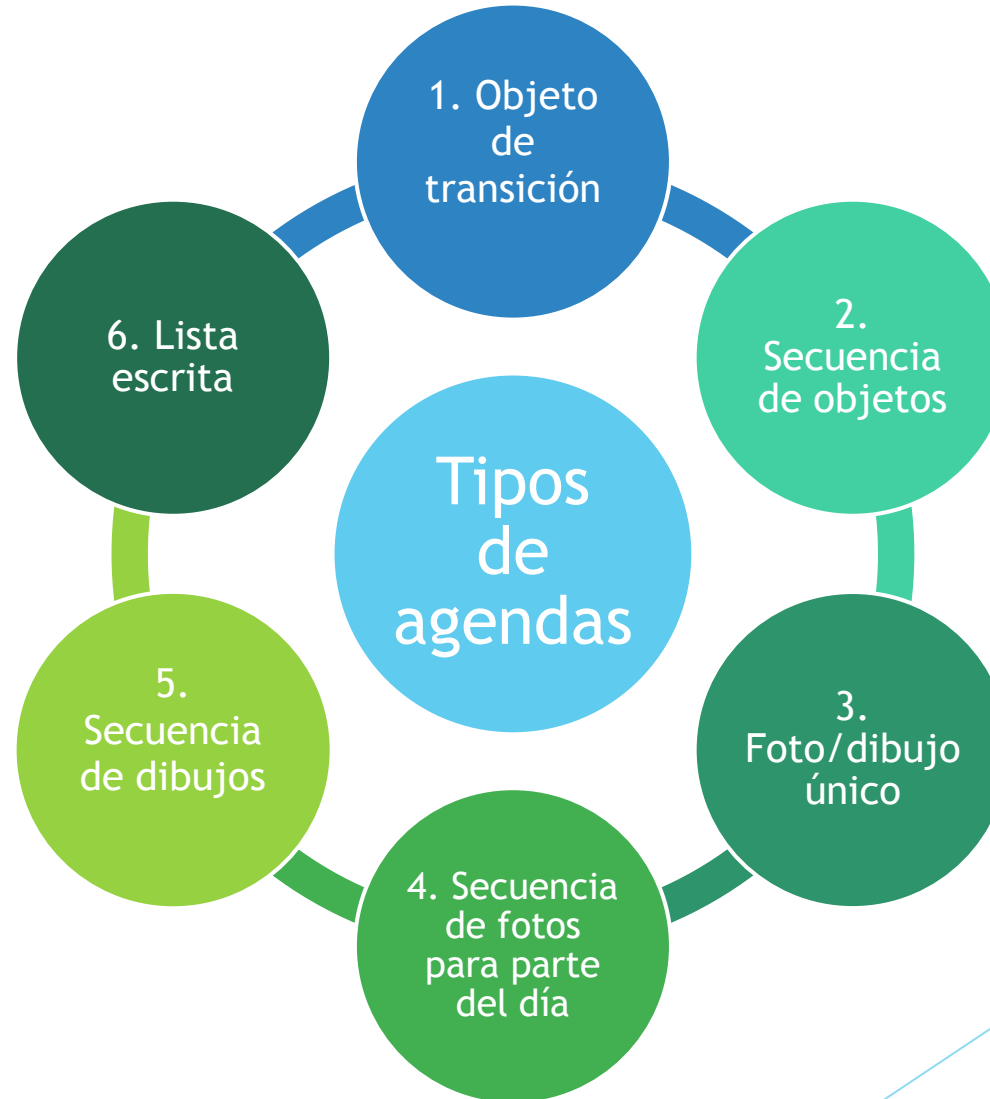 1. Objeto
de
transición
2.
Secuencia
de objetos
3.
Foto/dibujo
único
4. Secuencia
de fotos
para parte
del día
5.
Secuencia
de dibujos
6. Lista
escrita
Tipos
de
agendas